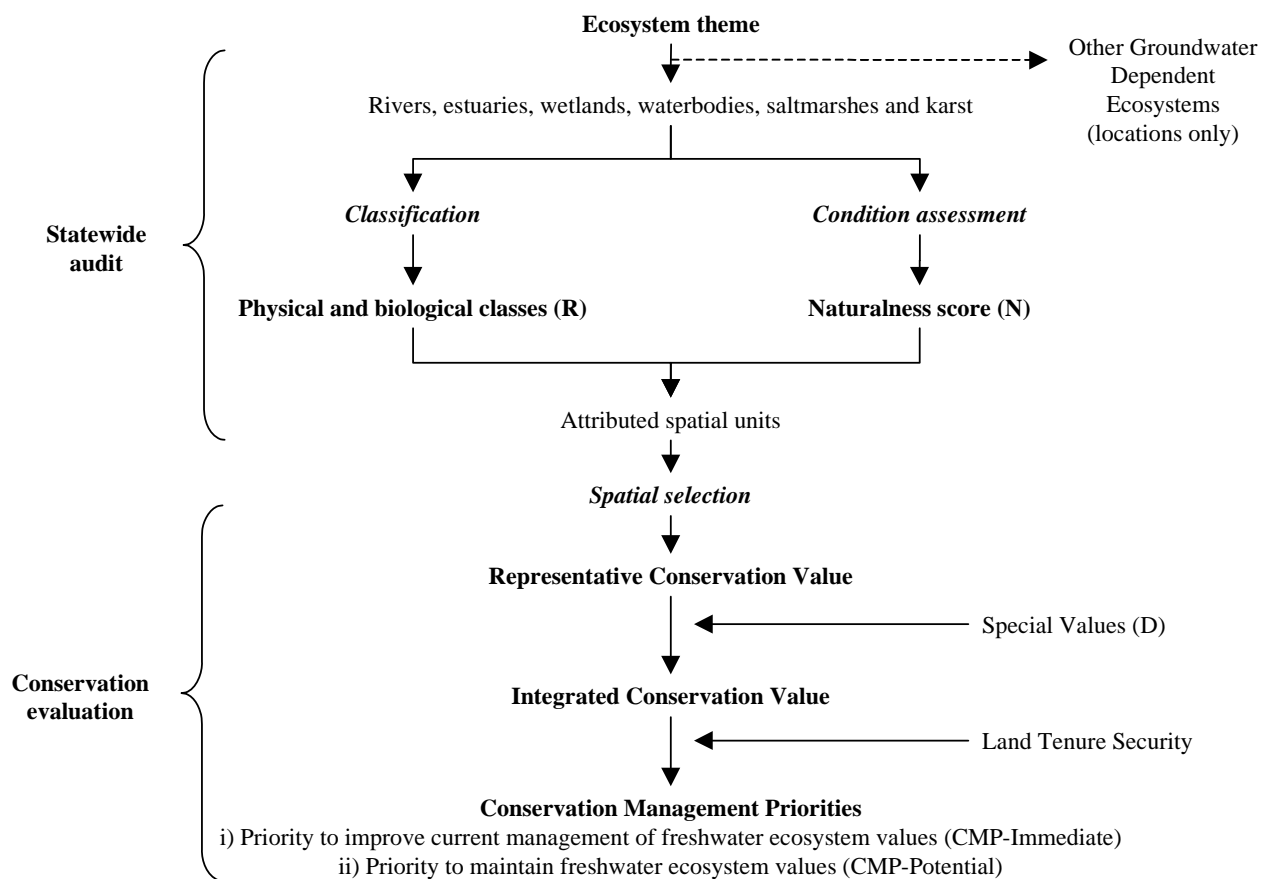 Ecosystem theme
Other Groundwater
Dependent
Ecosystems
(locations only)
Rivers, estuaries, wetlands, waterbodies, saltmarshes and karst
Classification
Condition assessment
Statewide
audit
Physical and biological classes (R)
Naturalness score (N)
Attributed spatial units
Spatial selection
Representative Conservation Value
Special Values (D)
Conservation
evaluation
Integrated Conservation Value
Land Tenure Security
Conservation Management Priorities
i) Priority to improve current management of freshwater ecosystem values (CMP-Immediate)
ii) Priority to maintain freshwater ecosystem values (CMP-Potential)